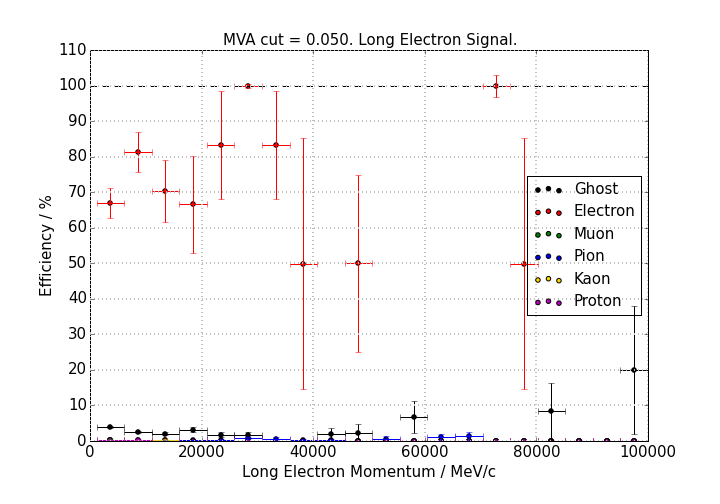 MVA cut = 0.050. Long Electron Signal.
110
100
90
80
70
60
50
40
30
20
10
0
Efficiency / %
Ghost
Electron
Muon
Pion
Kaon
Proton
0 20000 40000 60000 80000 100000
Long Electron Momentum / MeV/c